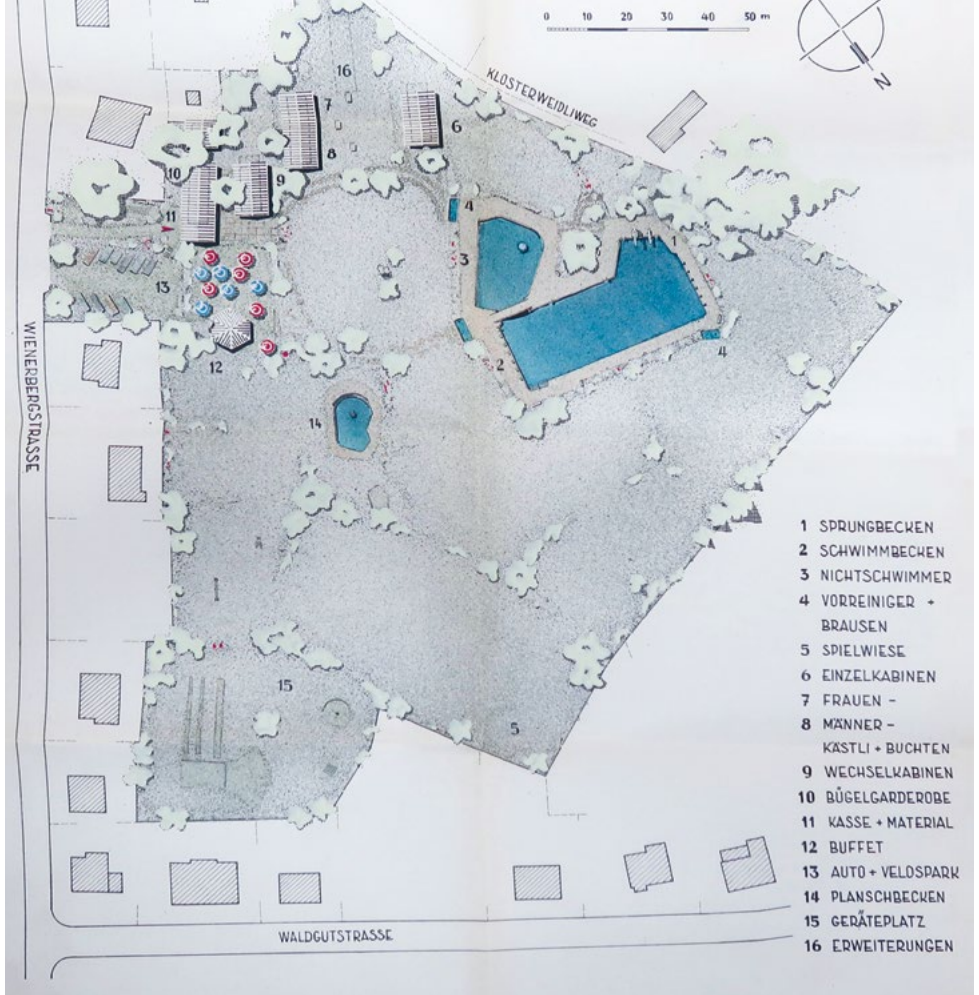 0 10 20 30 40 50 m
N
KLOSTERWEIDLIWEG
16
7
6
8
10
9
4
11
3
1
13
2
4
12
14
15
5
WIENERBERGSTRASSE
WALDGUTSTRASSE
1 SPRUNGBECKEN
2 SCHWIMMBECKEN
3 NICHTSCHWIMMER
4 VORREINIGER +
BRAUSEN
5 SPIELWIESE
6 EINZELKABINEN
7 FRAUEN -
8 MÄNNER -
KÄSTLI + BUCHTEN
9 WECHSELKABINEN
10 BÜGELGARDEROBE
11 KASSE + MATERIAL
12 BUFFET
13 AUTO + VELOSPARK
14 PLANSCHBECKEN
15 GERÄTEPLATZ
16 ERWEITERUNGEN